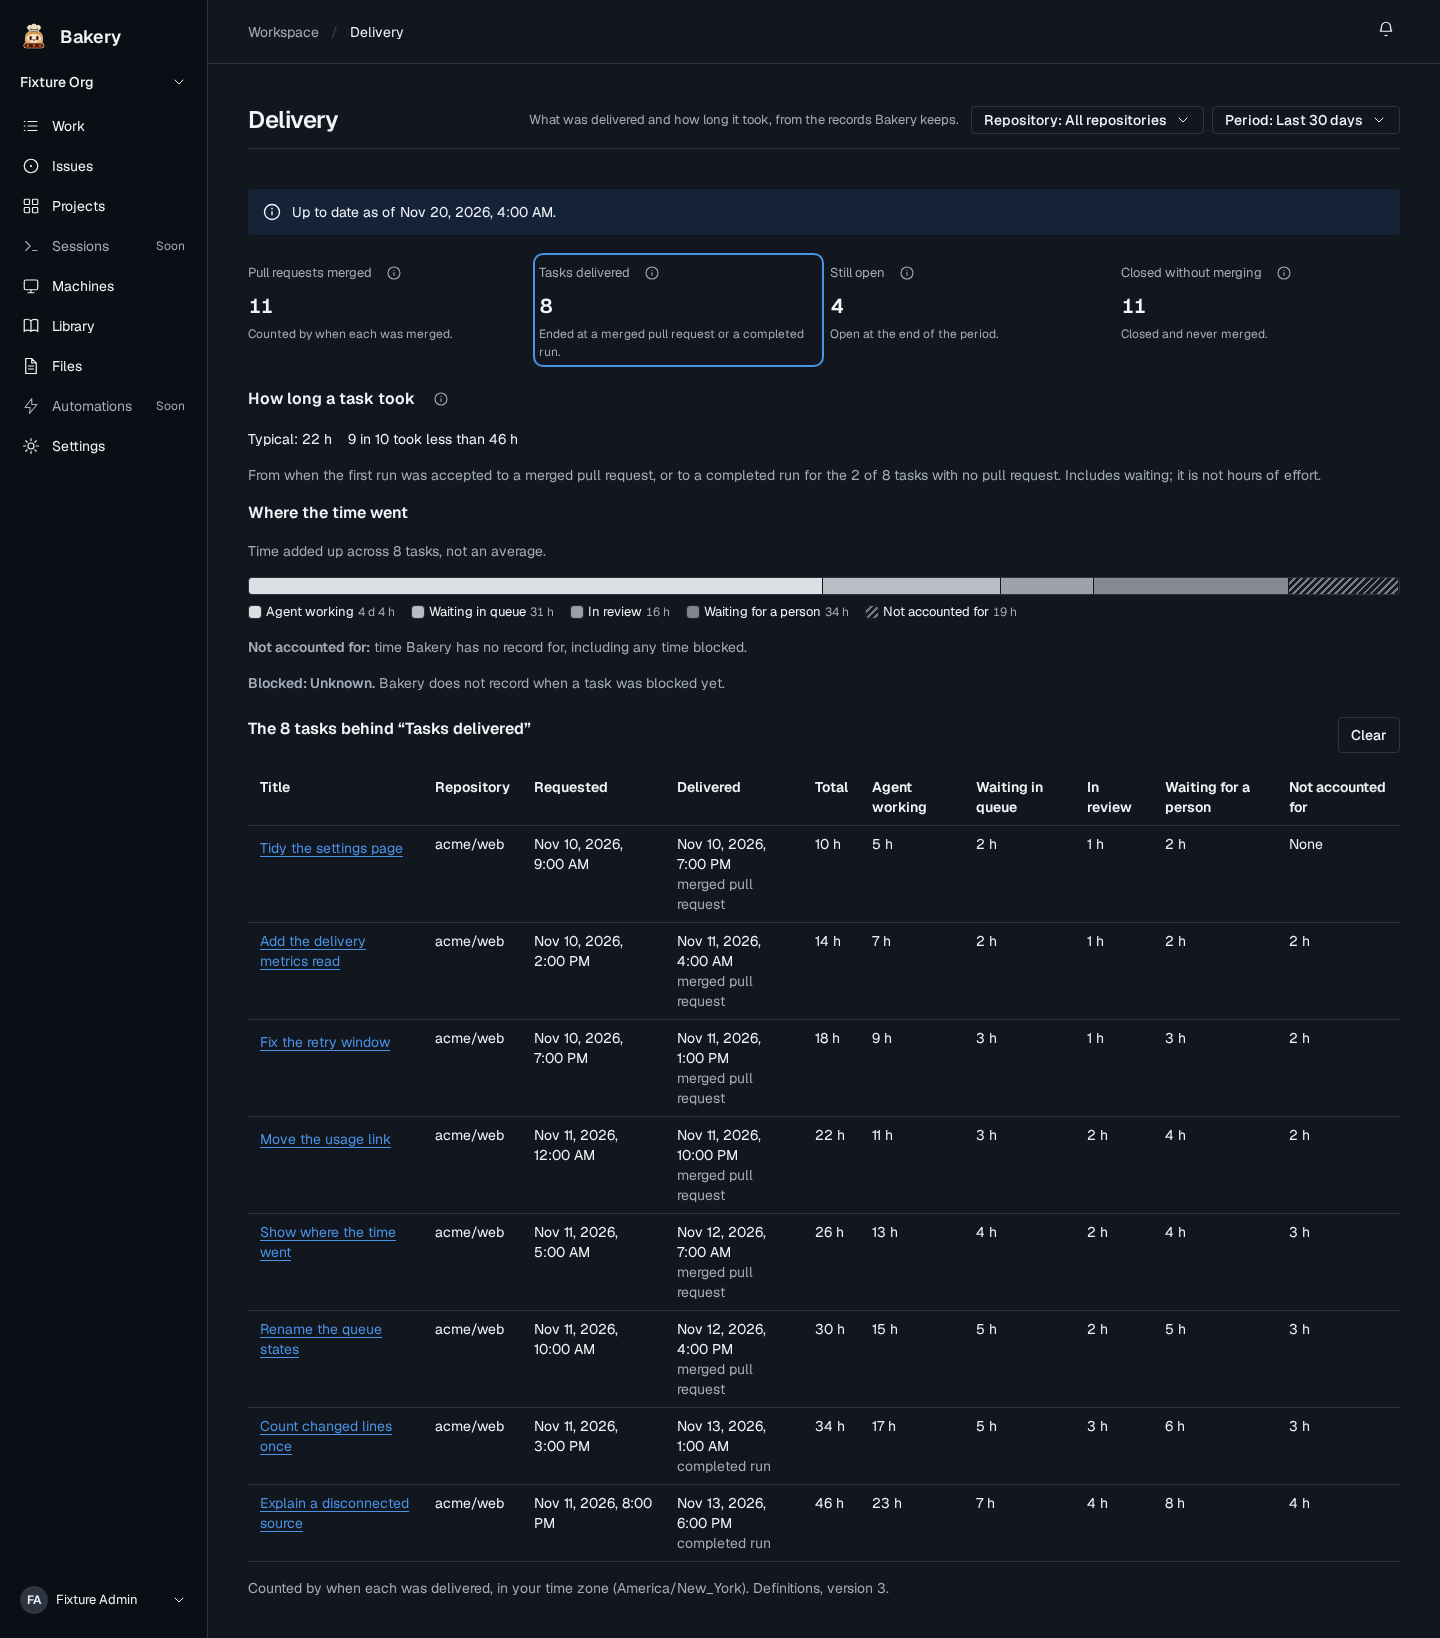 Bakery
Fixture Org
Work
Issues
Projects
Sessions Soon
Machines
Library
Files
Automations Soon
Settings
FA Fixture Admin
Workspace / Delivery
Delivery
What was delivered and how long it took, from the records Bakery keeps.
Repository: All repositories
Period: Last 30 days
Up to date as of Nov 20, 2026, 4:00 AM.
Pull requests merged
11
Counted by when each was merged.
Tasks delivered
8
Ended at a merged pull request or a completed
run.
Still open
4
Open at the end of the period.
Closed without merging
11
Closed and never merged.
How long a task took
Typical: 22 h 9 in 10 took less than 46 h
From when the first run was accepted to a merged pull request, or to a completed run for the 2 of 8 tasks with no pull request. Includes waiting; it is not hours of effort.
Where the time went
Time added up across 8 tasks, not an average.
Agent working 4 d 4 h Waiting in queue 31 h In review 16 h Waiting for a person 34 h Not accounted for 19 h
Not accounted for: time Bakery has no record for, including any time blocked.
Blocked: Unknown. Bakery does not record when a task was blocked yet.
The 8 tasks behind “Tasks delivered”
Clear
Title Repository Requested Delivered Total Agent Waiting in In Waiting for a Not accounted
working queue review person for
Tidy the settings page acme/web Nov 10, 2026, Nov 10, 2026, 10 h 5 h 2 h 1 h 2 h None
9:00 AM 7:00 PM
merged pull
request
Add the delivery acme/web Nov 10, 2026, Nov 11, 2026, 14 h 7 h 2 h 1 h 2 h 2 h
metrics read 2:00 PM 4:00 AM
merged pull
request
Fix the retry window acme/web Nov 10, 2026, Nov 11, 2026, 18 h 9 h 3 h 1 h 3 h 2 h
7:00 PM 1:00 PM
merged pull
request
Move the usage link acme/web Nov 11, 2026, Nov 11, 2026, 22 h 11 h 3 h 2 h 4 h 2 h
12:00 AM 10:00 PM
merged pull
request
Show where the time acme/web Nov 11, 2026, Nov 12, 2026, 26 h 13 h 4 h 2 h 4 h 3 h
went 5:00 AM 7:00 AM
merged pull
request
Rename the queue acme/web Nov 11, 2026, Nov 12, 2026, 30 h 15 h 5 h 2 h 5 h 3 h
states 10:00 AM 4:00 PM
merged pull
request
Count changed lines acme/web Nov 11, 2026, Nov 13, 2026, 34 h 17 h 5 h 3 h 6 h 3 h
once 3:00 PM 1:00 AM
completed run
Explain a disconnected acme/web Nov 11, 2026, 8:00 Nov 13, 2026, 46 h 23 h 7 h 4 h 8 h 4 h
source PM 6:00 PM
completed run
Counted by when each was delivered, in your time zone (America/New_York). Definitions, version 3.